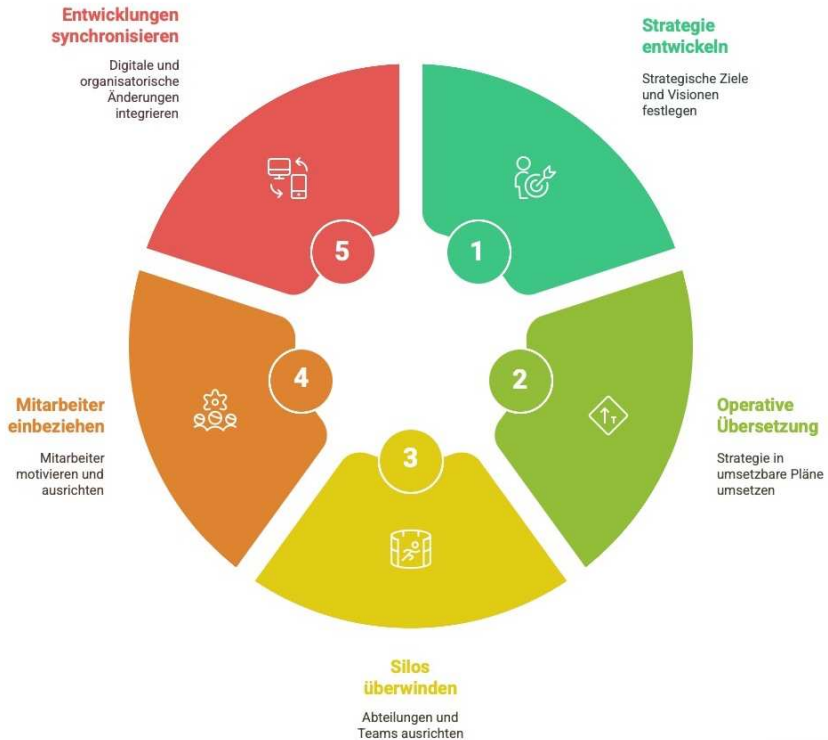 Strategie
entwickeln
Strategische Ziele
und Visionen
festlegen
1
Operative
Übersetzung
Strategie in
umsetzbare Pläne
umsetzen
2
T
Silos
überwinden
Abteilungen und
Teams ausrichten
3
Mitarbeiter
einbeziehen
Mitarbeiter
motivieren und
ausrichten
4
Entwicklungen
synchronisieren
Digitale und
organisatorische
Änderungen
integrieren
5